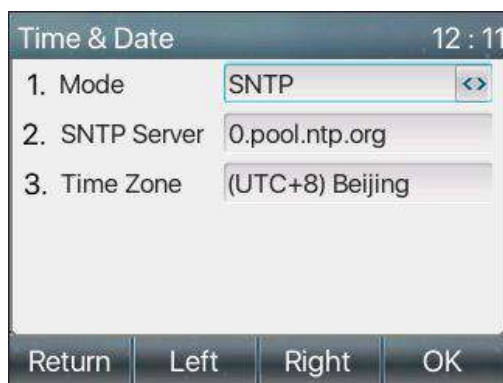 Time & Date 12 : 11
1. Mode SNTP <>
2. SNTP Server 0.pool.ntp.org
3. Time Zone (UTC+8) Beijing
Return Left Right OK